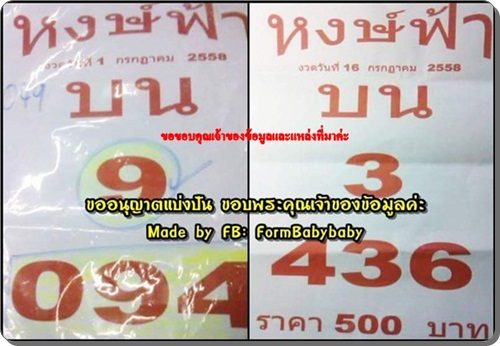 หงษ์ฟ้า
งวดวันที่ 1 กรกฎาคม 2558
049
บน
9
094
หงษ์ฟ้า
งวดวันที่ 16 กรกฎาคม 2558
บน
3
436
ราคา 500 บาท
ขอขอบคุณเจ้าของข้อมูลและแหล่งที่มาค่ะ
ขออนุญาตแบ่งปัน ขอบพระคุณเจ้าของข้อมูลค่ะ
Made by FB: FormBabybaby